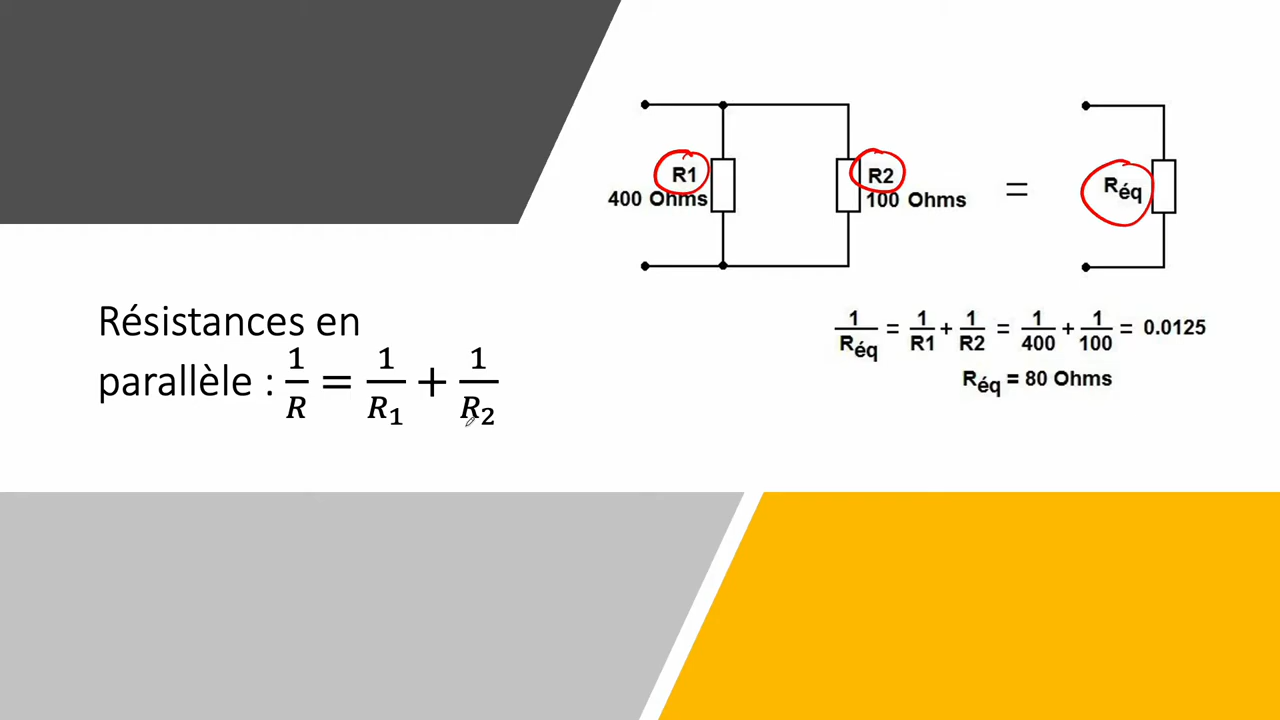 Résistances en
parallèle : 1/R = 1/R₁ + 1/R₂
R1
400 Ohms
R2
100 Ohms
=
Réq
1/Réq = 1/R1 + 1/R2 = 1/400 + 1/100 = 0.0125
Réq = 80 Ohms